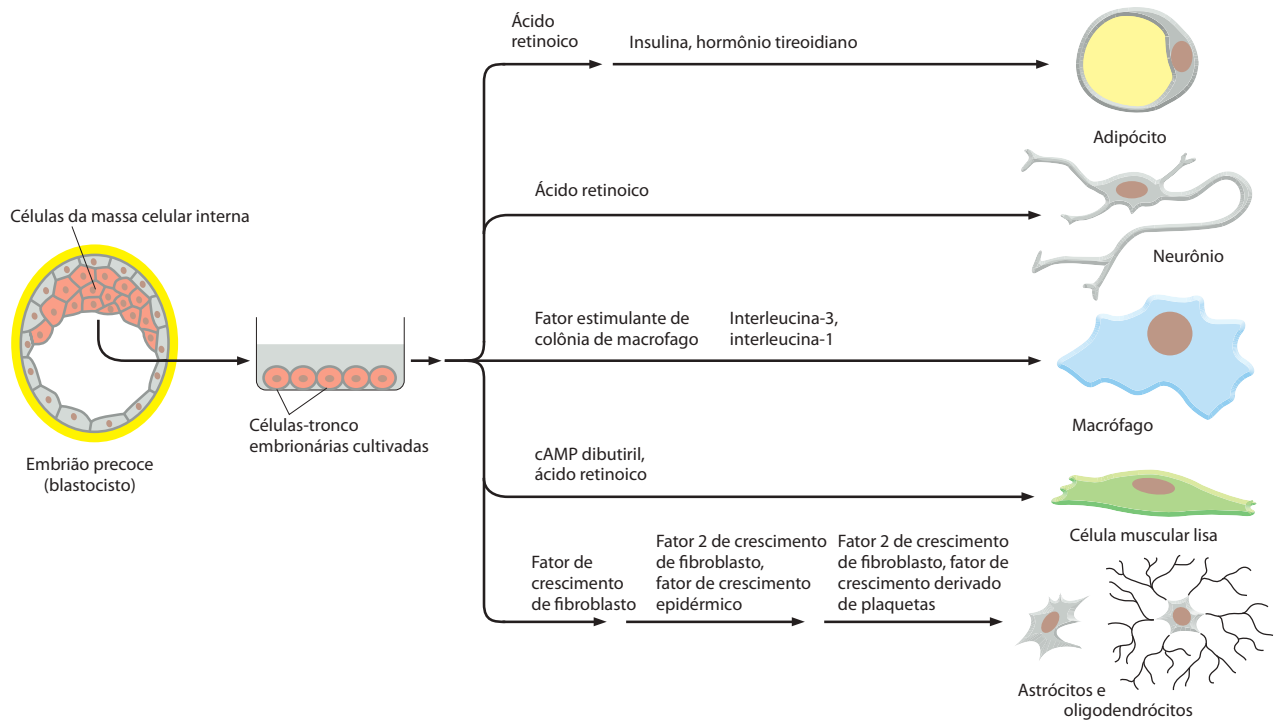 Ácido
retinoico
Insulina, hormônio tireoidiano
Adipócito
Ácido retinoico
Neurônio
Células da massa celular interna
Fator estimulante de
colônia de macrofago
Interleucina-3,
interleucina-1
Macrófago
Células-tronco
embrionárias cultivadas
Embrião precoce
(blastocisto)
cAMP dibutiril,
ácido retinoico
Célula muscular lisa
Fator de
crescimento
de fibroblasto
Fator 2 de crescimento
de fibroblasto,
fator de crescimento
epidérmico
Fator 2 de crescimento
de fibroblasto, fator de
crescimento derivado
de plaquetas
Astrócitos e
oligodendrócitos